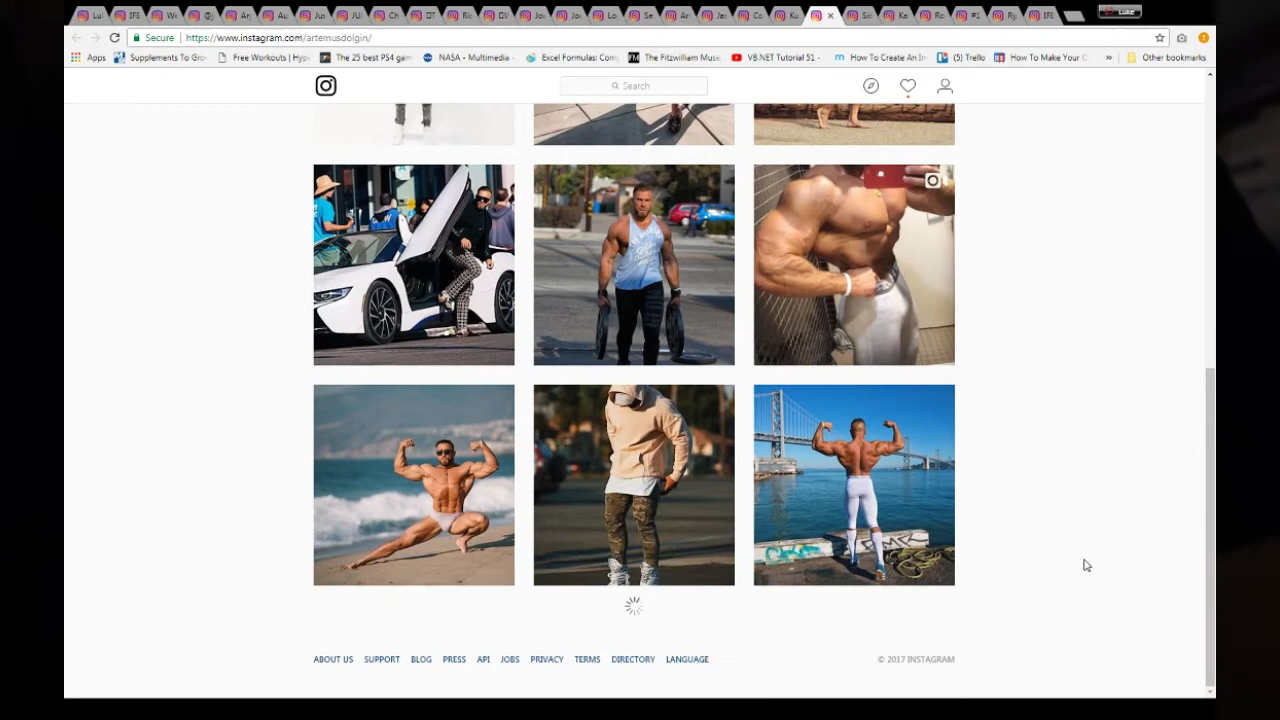 Luke
Secure https://www.instagram.com/artemusdolgin/
Apps Supplements To Gro Free Workouts | Hyp The 25 best PS4 gam NASA - Multimedia - Excel Formulas: Com The Fitzwilliam Muse VB.NET Tutorial 51 - How To Create An In (5) Trello How To Make Your C » Other bookmarks
Search
ABOUT US SUPPORT BLOG PRESS API JOBS PRIVACY TERMS DIRECTORY LANGUAGE © 2017 INSTAGRAM